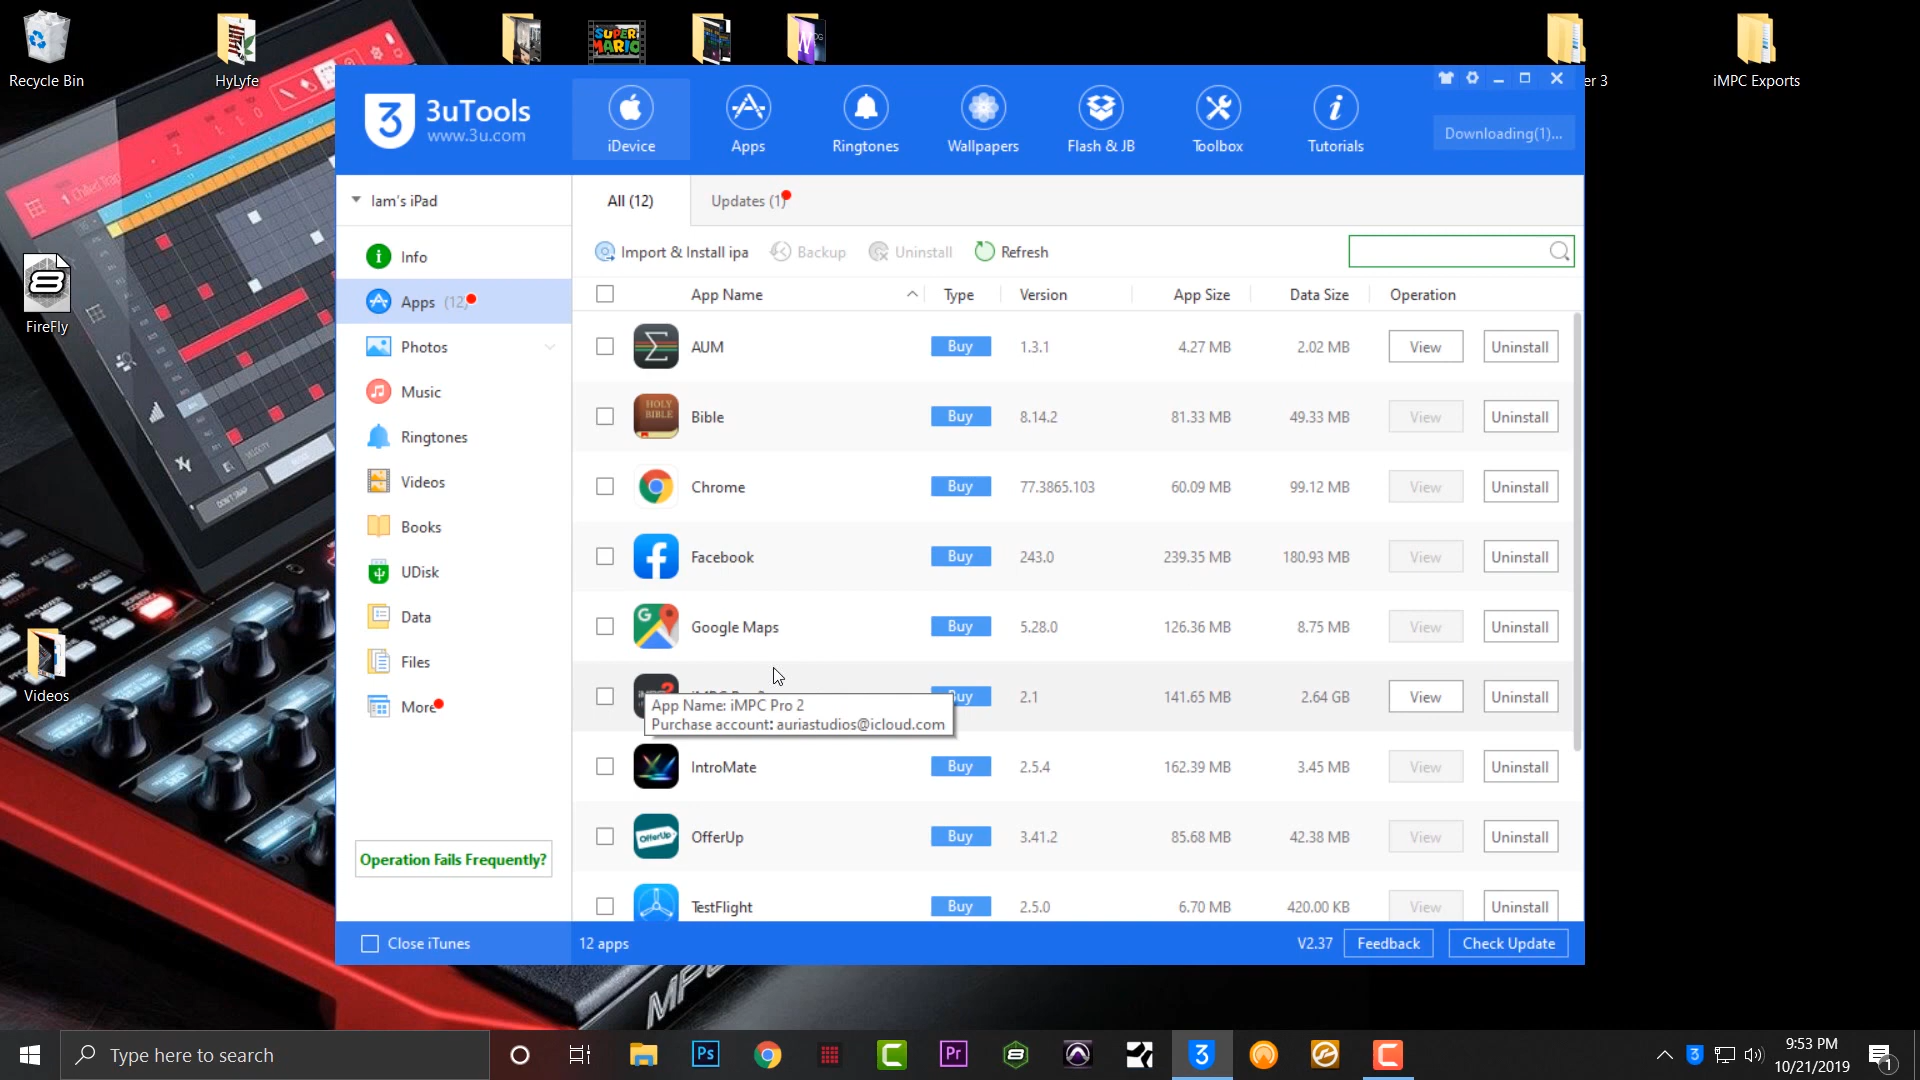 Recycle Bin
HyLyfe
SUPER
MARIO
er 3
iMPC Exports
FireFly
Videos
3uTools
www.3u.com
iDevice
Apps
Ringtones
Wallpapers
Flash & JB
Toolbox
Tutorials
Downloading(1)...
Iam's iPad
All (12)
Updates (1)
Info
Apps (12)
Photos
Music
Ringtones
Videos
Books
UDisk
Data
Files
More
Operation Fails Frequently?
Import & Install ipa
Backup
Uninstall
Refresh
App Name Type Version App Size Data Size Operation
AUM Buy 1.3.1 4.27 MB 2.02 MB View Uninstall
HOLY
BIBLE
Bible Buy 8.14.2 81.33 MB 49.33 MB View Uninstall
Chrome Buy 77.3865.103 60.09 MB 99.12 MB View Uninstall
Facebook Buy 243.0 239.35 MB 180.93 MB View Uninstall
Google Maps Buy 5.28.0 126.36 MB 8.75 MB View Uninstall
Buy 2.1 141.65 MB 2.64 GB View Uninstall
App Name: iMPC Pro 2
Purchase account: auriastudios@icloud.com
IntroMate Buy 2.5.4 162.39 MB 3.45 MB View Uninstall
OfferUp
OfferUp Buy 3.41.2 85.68 MB 42.38 MB View Uninstall
TestFlight Buy 2.5.0 6.70 MB 420.00 KB View Uninstall
Close iTunes
12 apps
V2.37
Feedback
Check Update
Type here to search
Ps
Pr
9:53 PM
10/21/2019
1